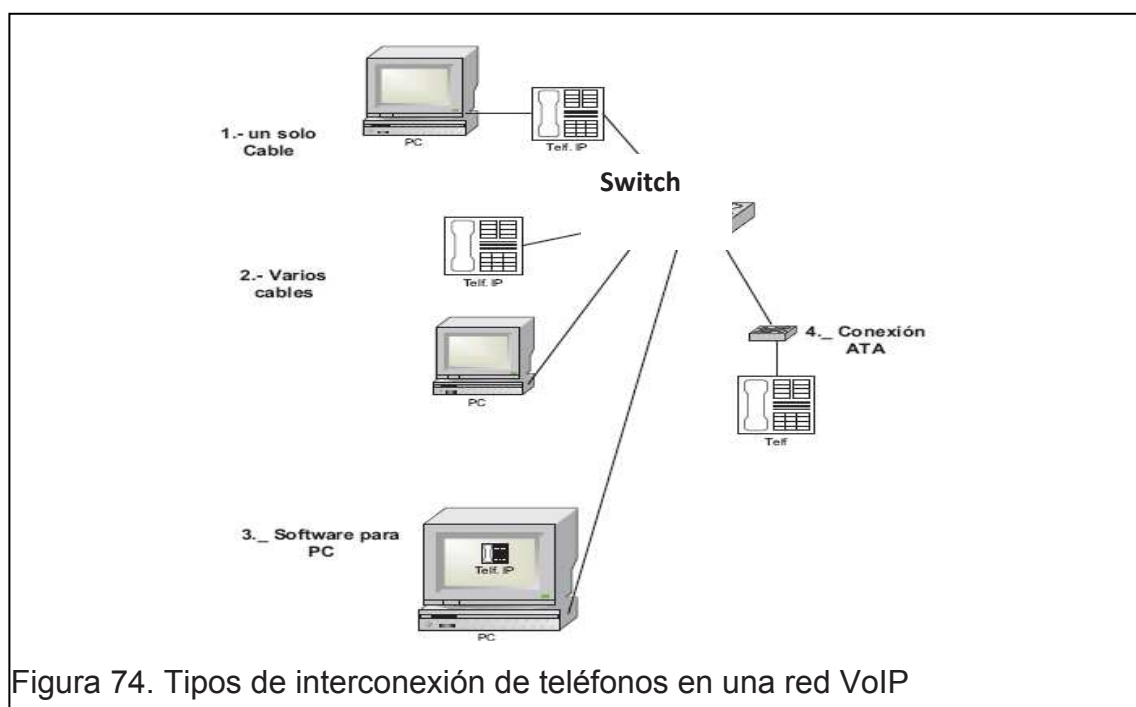 1.- un solo
Cable
PC
Telf. IP
Switch
2.- Varios
cables
Telf. IP
PC
4._ Conexión
ATA
Telf
3._ Software para
PC
Telf. IP
PC
Figura 74. Tipos de interconexión de teléfonos en una red VoIP